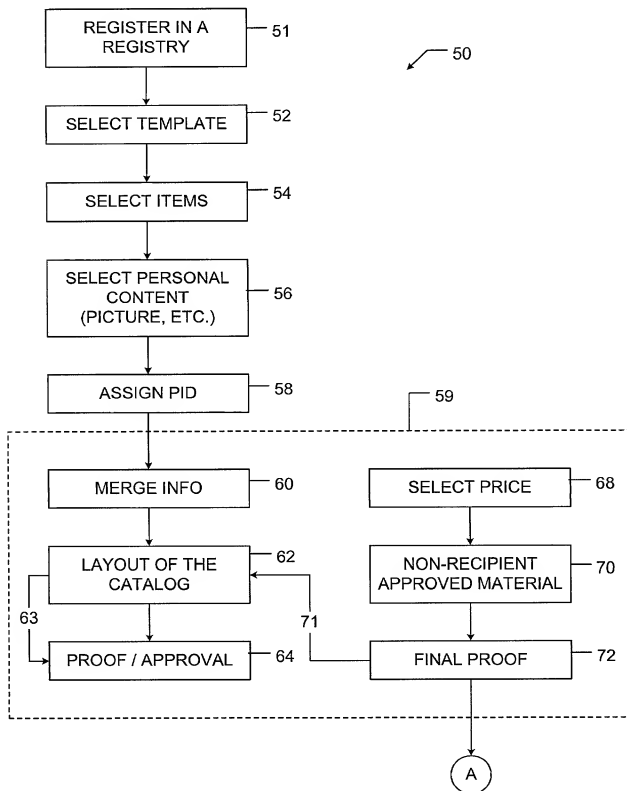 REGISTER IN A
REGISTRY
51
50
SELECT TEMPLATE
52
SELECT ITEMS
54
SELECT PERSONAL
CONTENT
(PICTURE, ETC.)
56
ASSIGN PID
58
59
MERGE INFO
60
LAYOUT OF THE
CATALOG
62
63
PROOF / APPROVAL
64
SELECT PRICE
68
NON-RECIPIENT
APPROVED MATERIAL
70
71
FINAL PROOF
72
A